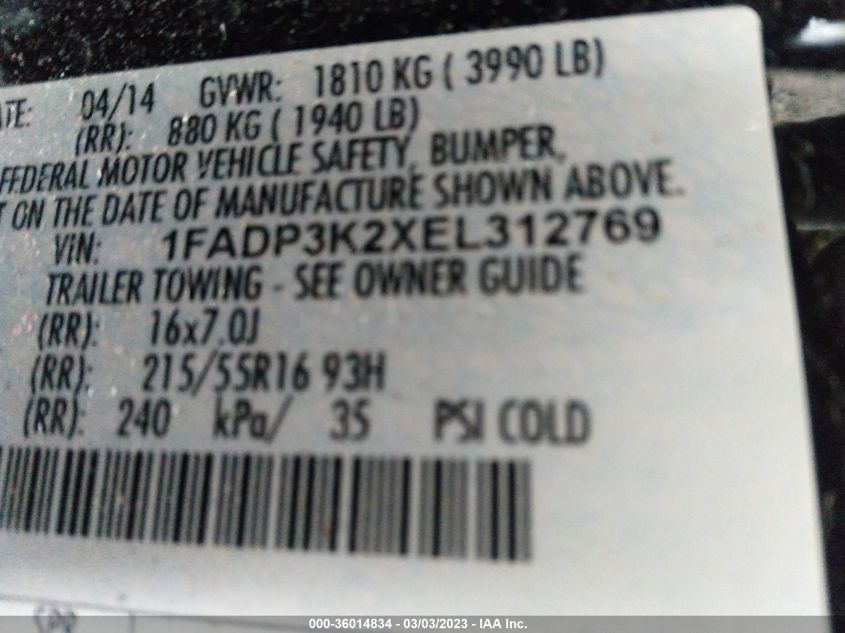 ATE: 04/14 GVWR: 1810 KG ( 3990 LB)
(RR): 880 KG ( 1940 LB)
FEDERAL MOTOR VEHICLE SAFETY, BUMPER,
T ON THE DATE OF MANUFACTURE SHOWN ABOVE.
VIN: 1FADP3K2XEL312769
TRAILER TOWING - SEE OWNER GUIDE
(RR): 16x7.0J
(RR): 215/55R16 93H
(RR): 240 kPa/ 35 PSI COLD
000-36014834 - 03/03/2023 - IAA Inc.